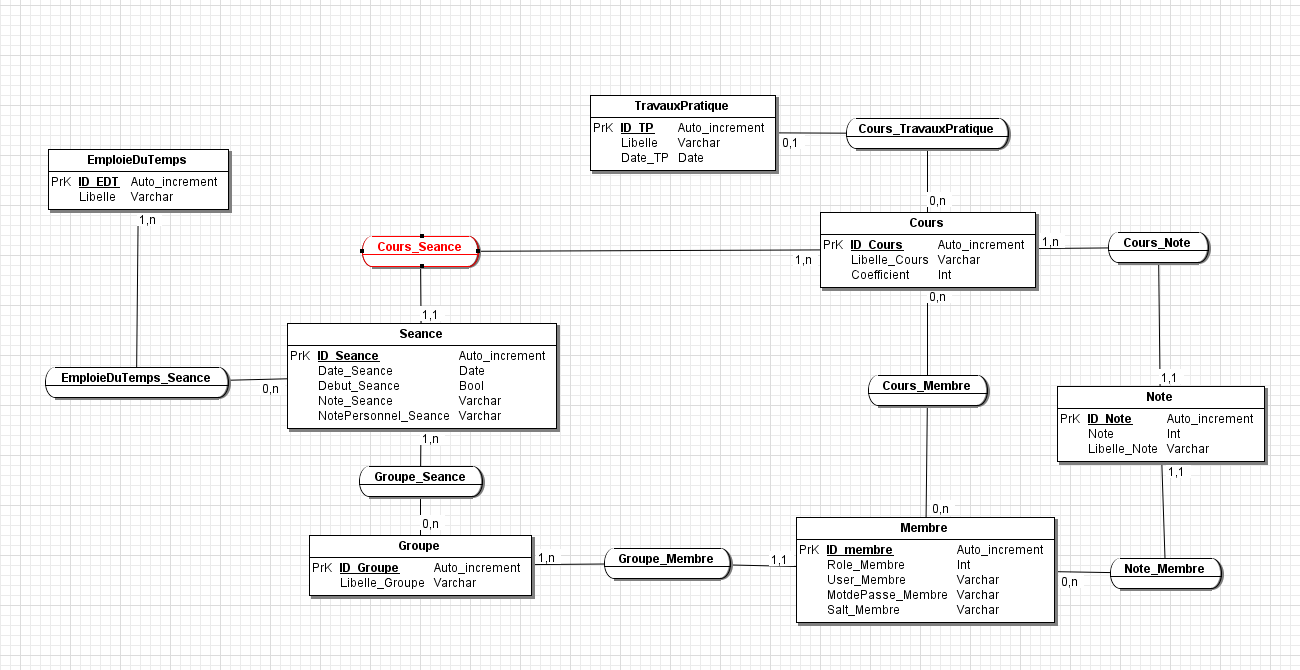 TravauxPratique
PrK ID_TP Auto_increment
Libelle Varchar
Date_TP Date
0,1
Cours_TravauxPratique
0,n
EmploieDuTemps
PrK ID_EDT Auto_increment
Libelle Varchar
1,n
Cours_Seance
1,n
1,1
Cours
PrK ID_Cours Auto_increment
Libelle_Cours Varchar
Coefficient Int
1,n
0,n
Cours_Note
1,1
EmploieDuTemps_Seance
0,n
Seance
PrK ID_Seance Auto_increment
Date_Seance Date
Debut_Seance Bool
Note_Seance Varchar
NotePersonnel_Seance Varchar
1,n
Cours_Membre
0,n
Note
PrK ID_Note Auto_increment
Note Int
Libelle_Note Varchar
1,1
Groupe_Seance
0,n
Groupe
PrK ID_Groupe Auto_increment
Libelle_Groupe Varchar
1,n
Groupe_Membre
1,1
Membre
PrK ID_membre Auto_increment
Role_Membre Int
User_Membre Varchar
MotdePasse_Membre Varchar
Salt_Membre Varchar
0,n
Note_Membre